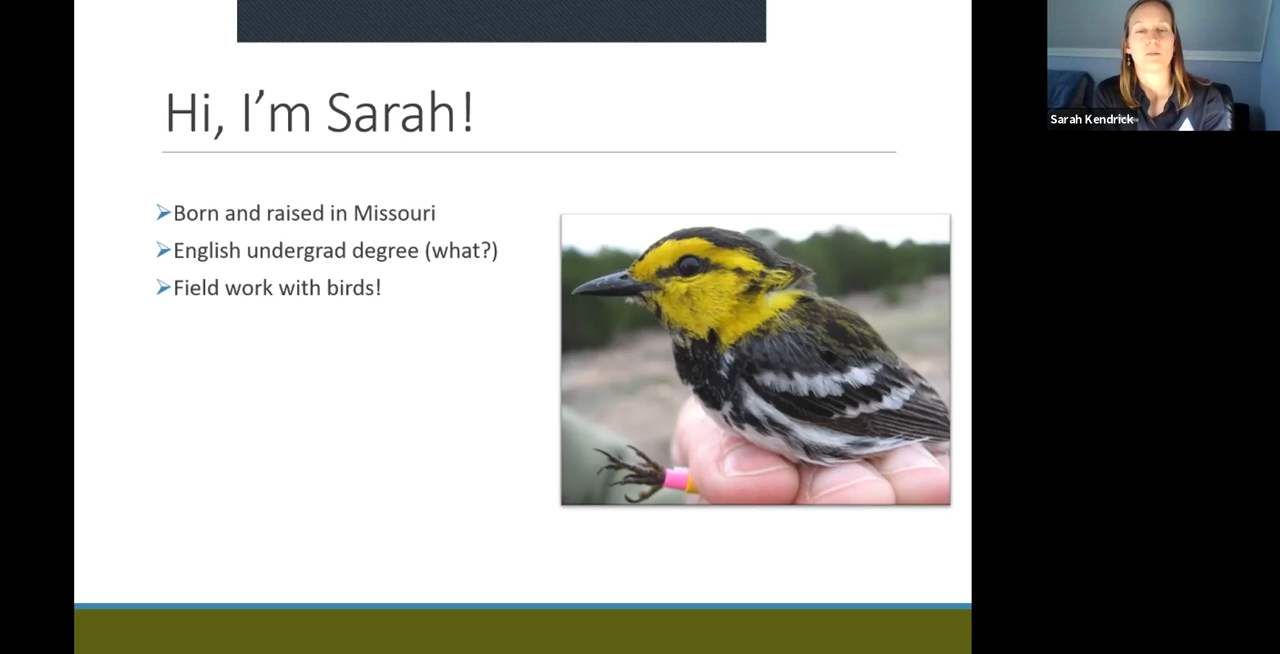 Hi, I’m Sarah!
Born and raised in Missouri
English undergrad degree (what?)
Field work with birds!
Sarah Kendrick